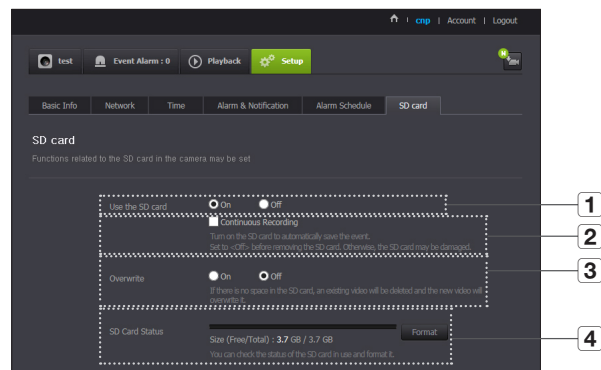 cnp | Account | Logout
test Event Alarm : 0 Playback Setup
N
Basic Info Network Time Alarm & Notification Alarm Schedule SD card
SD card
Functions related to the SD card in the camera may be set
Use the SD card On Off
1
Continuous Recording
Turn on the SD card to automatically save the event.
2
Set to <Off> before removing the SD card. Otherwise, the SD card may be damaged.
Overwrite On Off
3
If there is no space in the SD card, an existing video will be deleted and the new video will
overwrite it.
SD Card Status Format
4
Size (Free/Total) : 3.7 GB / 3.7 GB
You can check the status of the SD card in use and format it.